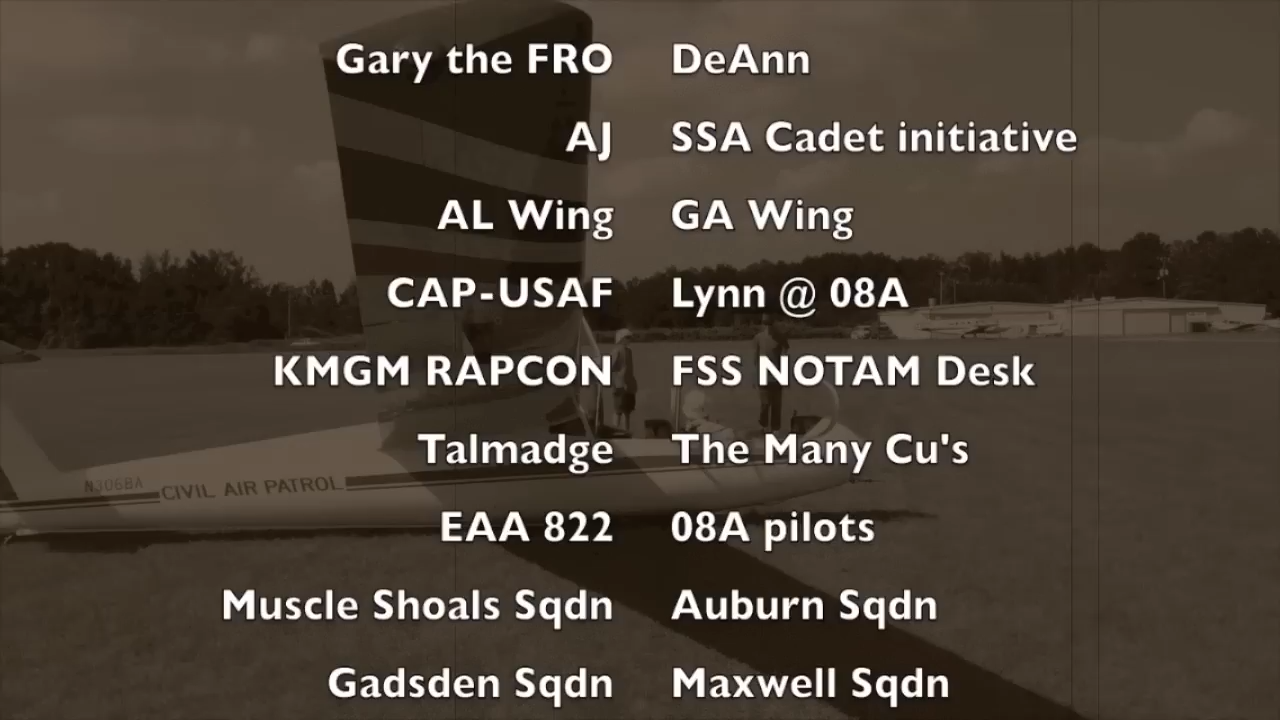 Gary the FRO DeAnn
AJ SSA Cadet initiative
AL Wing GA Wing
CAP-USAF Lynn @ 08A
KMGM RAPCON FSS NOTAM Desk
Talmadge The Many Cu's
N306BA CIVIL AIR PATROL
EAA 822 08A pilots
Muscle Shoals Sqdn Auburn Sqdn
Gadsden Sqdn Maxwell Sqdn